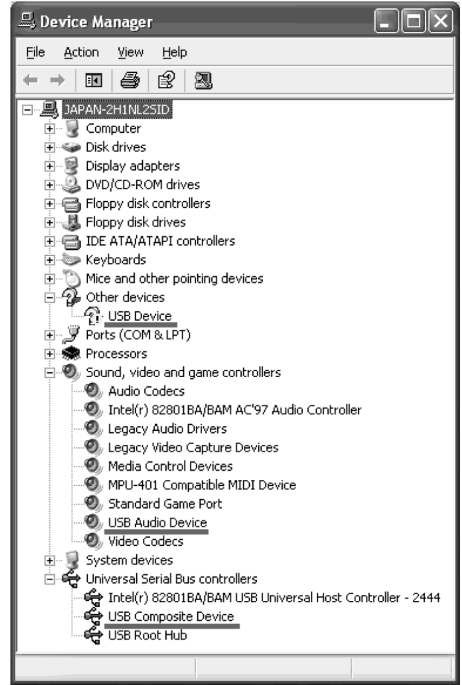 Device Manager
File Action View Help
JAPAN-2H1NL2SID
Computer
Disk drives
Display adapters
DVD/CD-ROM drives
Floppy disk controllers
Floppy disk drives
IDE ATA/ATAPI controllers
Keyboards
Mice and other pointing devices
Other devices
USB Device
Ports (COM & LPT)
Processors
Sound, video and game controllers
Audio Codecs
Intel(r) 82801BA/BAM AC'97 Audio Controller
Legacy Audio Drivers
Legacy Video Capture Devices
Media Control Devices
MPU-401 Compatible MIDI Device
Standard Game Port
USB Audio Device
Video Codecs
System devices
Universal Serial Bus controllers
Intel(r) 82801BA/BAM USB Universal Host Controller - 2444
USB Composite Device
USB Root Hub